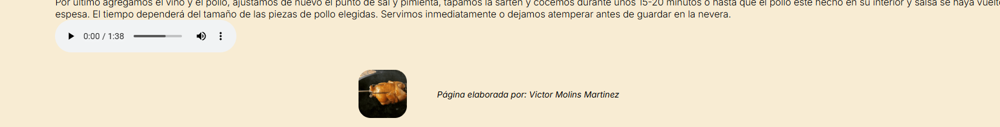 Por último agregamos el vino y el pollo, ajustamos de nuevo el punto de sal y pimienta, tapamos la sartén y cocemos durante unos 15-20 minutos o hasta que el pollo esté hecho en su interior y salsa se haya
espesa. El tiempo dependerá del tamaño de las piezas de pollo elegidas. Servimos inmediatamente o dejamos atemperar antes de guardar en la nevera.
0:00 / 1:38
Página elaborada por: Victor Molins Martinez